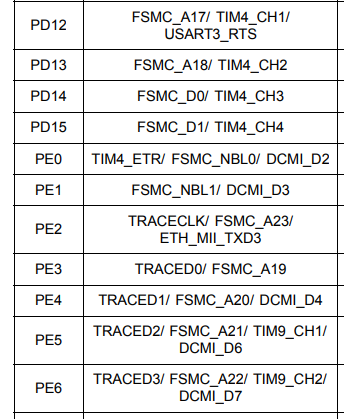 PD12
FSMC_A17/ TIM4_CH1/
USART3_RTS
PD13
FSMC_A18/ TIM4_CH2
PD14
FSMC_D0/ TIM4_CH3
PD15
FSMC_D1/ TIM4_CH4
PE0
TIM4_ETR/ FSMC_NBL0/ DCMI_D2
PE1
FSMC_NBL1/ DCMI_D3
PE2
TRACECLK/ FSMC_A23/
ETH_MII_TXD3
PE3
TRACED0/ FSMC_A19
PE4
TRACED1/ FSMC_A20/ DCMI_D4
PE5
TRACED2/ FSMC_A21/ TIM9_CH1/
DCMI_D6
PE6
TRACED3/ FSMC_A22/ TIM9_CH2/
DCMI_D7